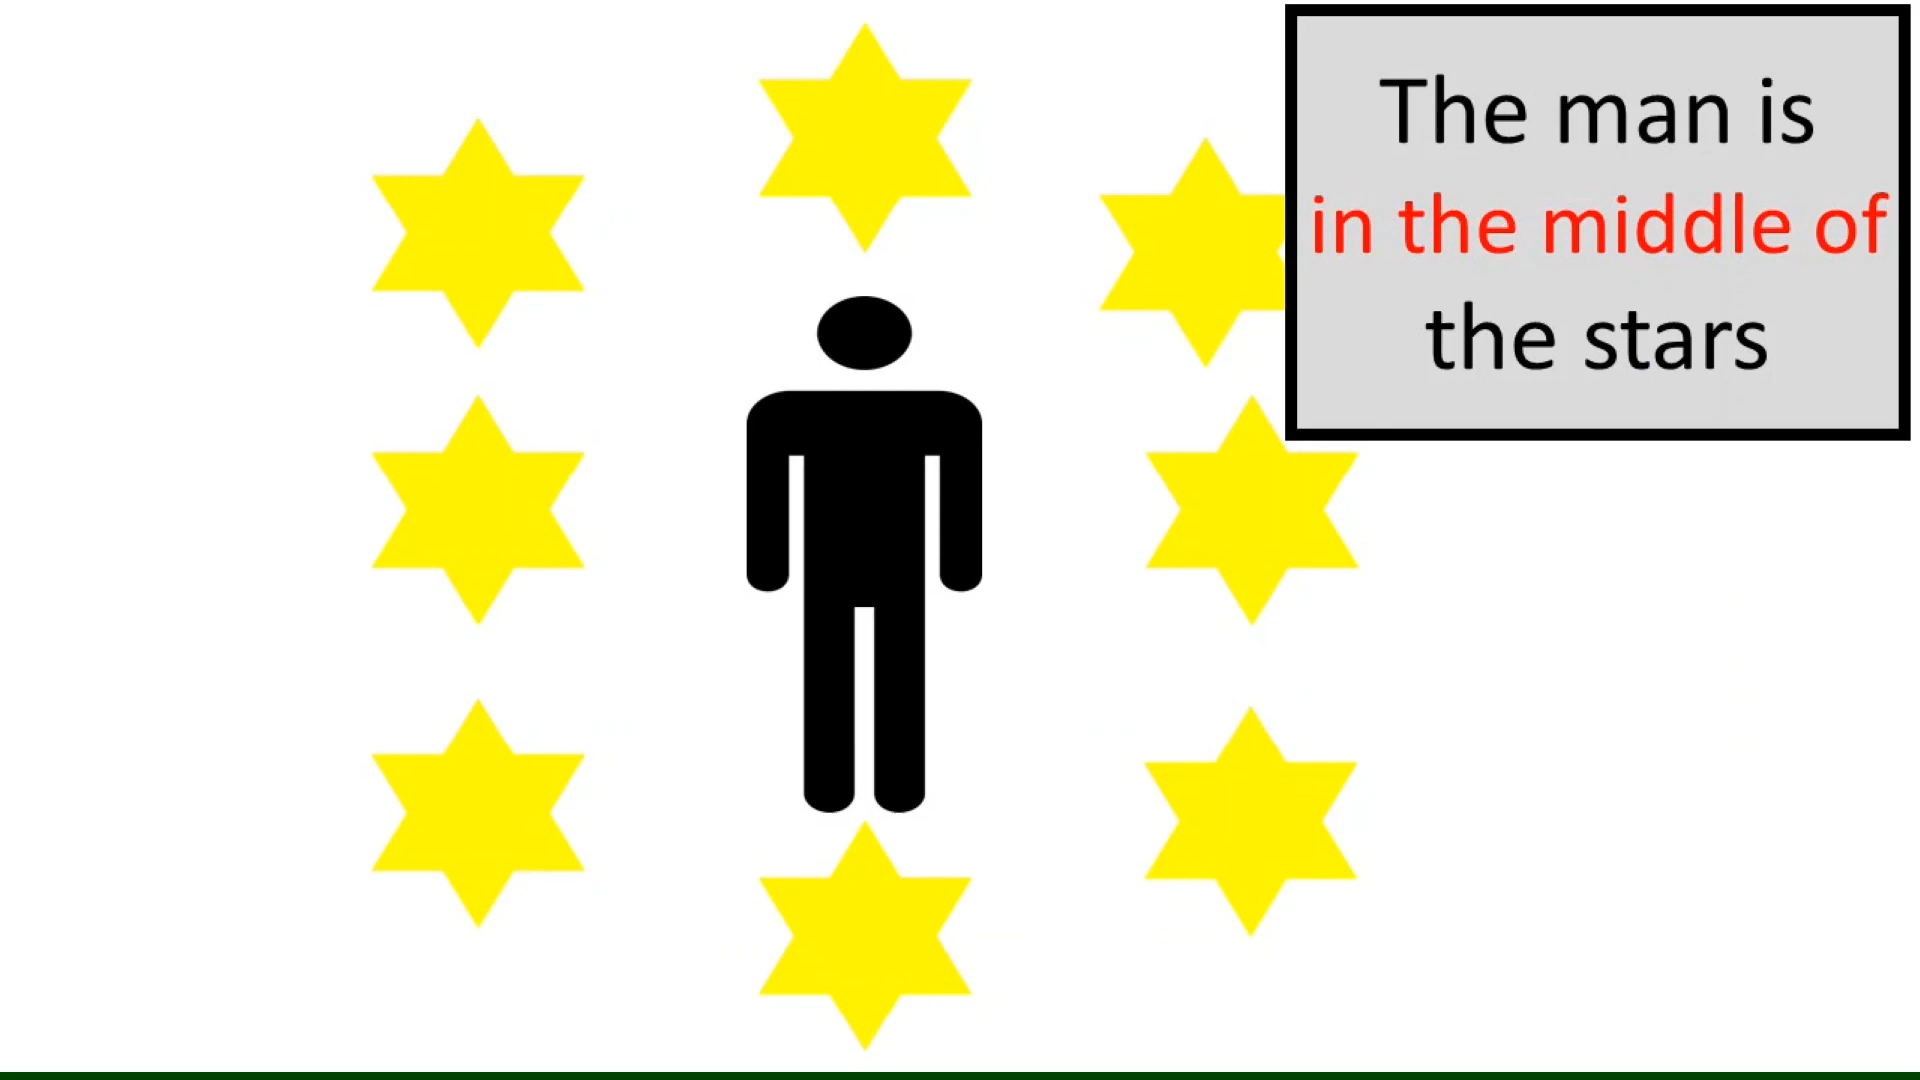 The man is
in the middle of
the stars